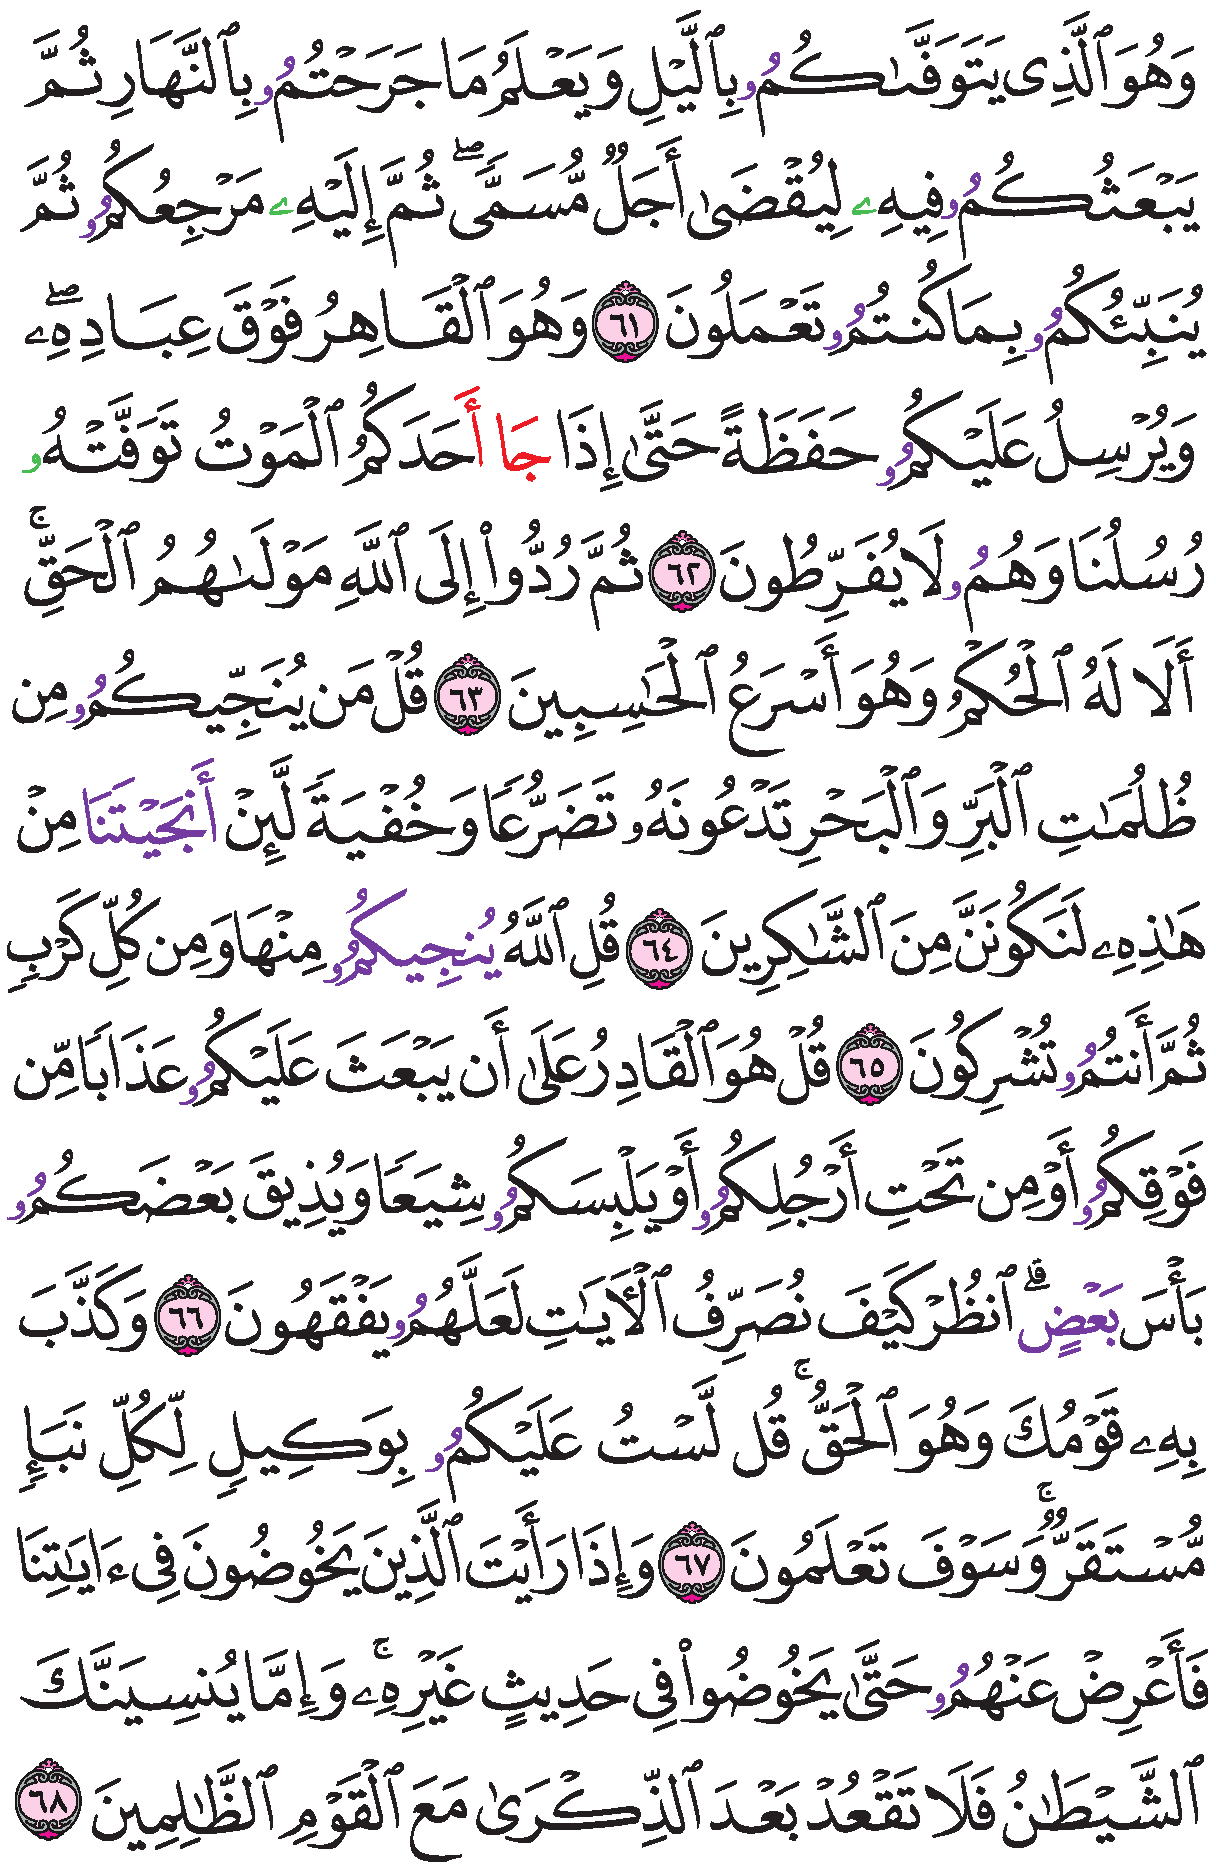 وَهُوَ ٱلَّذِى يَتَوَفَّىٰكُمُۥ بِٱلَّيْلِ وَيَعْلَمُ مَا جَرَحْتُمُۥ بِٱلنَّهَارِ ثُمَّ
يَبْعَثُكُمُۥ فِيهِۦ لِيُقْضَىٰٓ أَجَلٌ مُّسَمًّىۖ ثُمَّ إِلَيْهِۦ مَرْجِعُكُمُۥ ثُمَّ
يُنَبِّئُكُمُۥ بِمَا كُنتُمُۥ تَعْمَلُونَ ٦١ وَهُوَ ٱلْقَاهِرُ فَوْقَ عِبَادِهِۦۖ
وَيُرْسِلُ عَلَيْكُمُۥ حَفَظَةً حَتَّىٰ إِذَا جَا أَحَدَكُمُ ٱلْمَوْتُ تَوَفَّتْهُۥ
رُسُلُنَا وَهُمُۥ لَا يُفَرِّطُونَ ٦٢ ثُمَّ رُدُّوا۟ إِلَى ٱللَّهِ مَوْلَىٰهُمُ ٱلْحَقِّۚ
أَلَا لَهُ ٱلْحُكْمُ وَهُوَ أَسْرَعُ ٱلْحَٰسِبِينَ ٦٣ قُلْ مَن يُنَجِّيكُمُۥ مِن
ظُلُمَٰتِ ٱلْبَرِّ وَٱلْبَحْرِ تَدْعُونَهُۥ تَضَرُّعًا وَخُفْيَةً لَّئِنْ أَنجَيْتَنَا مِنْ
هَٰذِهِۦ لَنَكُونَنَّ مِنَ ٱلشَّٰكِرِينَ ٦٤ قُلِ ٱللَّهُ يُنجِيكُمُۥ مِنْهَا وَمِن كُلِّ كَرْبٍ
ثُمَّ أَنتُمُۥ تُشْرِكُونَ ٦٥ قُلْ هُوَ ٱلْقَادِرُ عَلَىٰٓ أَن يَبْعَثَ عَلَيْكُمُۥ عَذَابًا مِّن
فَوْقِكُمُۥ أَوْ مِن تَحْتِ أَرْجُلِكُمُۥ أَوْ يَلْبِسَكُمُۥ شِيَعًا وَيُذِيقَ بَعْضَكُمُۥ
بَأْسَ بَعْضٍۗ ٱنظُرْ كَيْفَ نُصَرِّفُ ٱلْأَيَٰتِ لَعَلَّهُمُۥ يَفْقَهُونَ ٦٦ وَكَذَّبَ
بِهِۦ قَوْمُكَ وَهُوَ ٱلْحَقُّۚ قُل لَّسْتُ عَلَيْكُمُۥ بِوَكِيلٍ لِّكُلِّ نَبَإٍ
مُّسْتَقَرٌّۚ وَسَوْفَ تَعْلَمُونَ ٦٧ وَإِذَا رَأَيْتَ ٱلَّذِينَ يَخُوضُونَ فِىٓ ءَايَٰتِنَا
فَأَعْرِضْ عَنْهُمُۥ حَتَّىٰ يَخُوضُوا۟ فِى حَدِيثٍ غَيْرِهِۦۚ وَإِمَّا يُنسِيَنَّكَ
ٱلشَّيْطَٰنُ فَلَا تَقْعُدْ بَعْدَ ٱلذِّكْرَىٰ مَعَ ٱلْقَوْمِ ٱلظَّٰلِمِينَ ٦٨